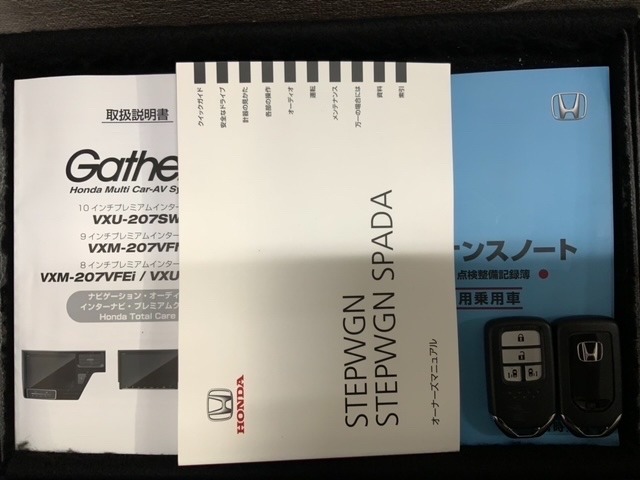 取扱説明書
Gathe
Honda Multi Car-AV Sy
10インチプレミアムインター
VXU-207SW
9インチプレミアムインター
VXM-207VF
8インチプレミアムインター
VXM-207VFEi / VXU
ナビゲーション・オーディ
インターナビ・プレミアムク
Honda Total Care
クイックガイド
安全なドライブ
計器の見かた
各部の操作
オーディオ
運転
メンテナンス
万一の場合には
資料
索引
STEPWGN
STEPWGN SPADA
オーナーズマニュアル
HONDA
ナンスノート
点検整備記録簿
用乗用車